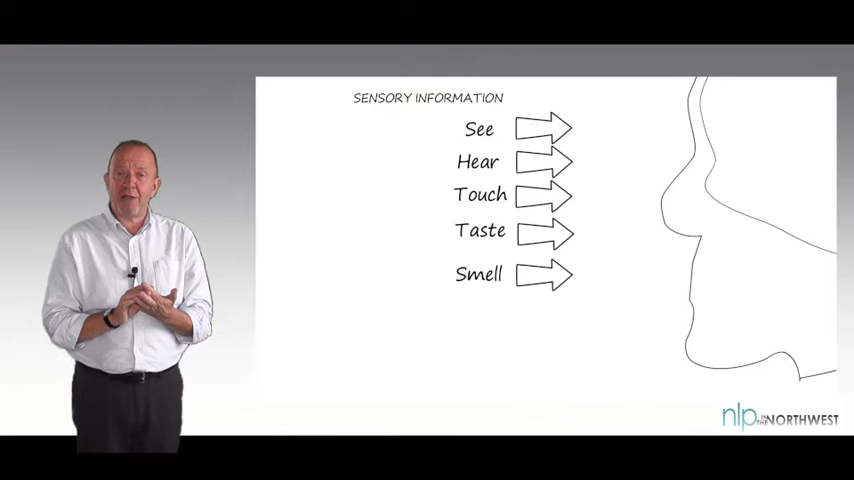 SENSORY INFORMATION
See
Hear
Touch
Taste
Smell
nlp IN THE NORTHWEST